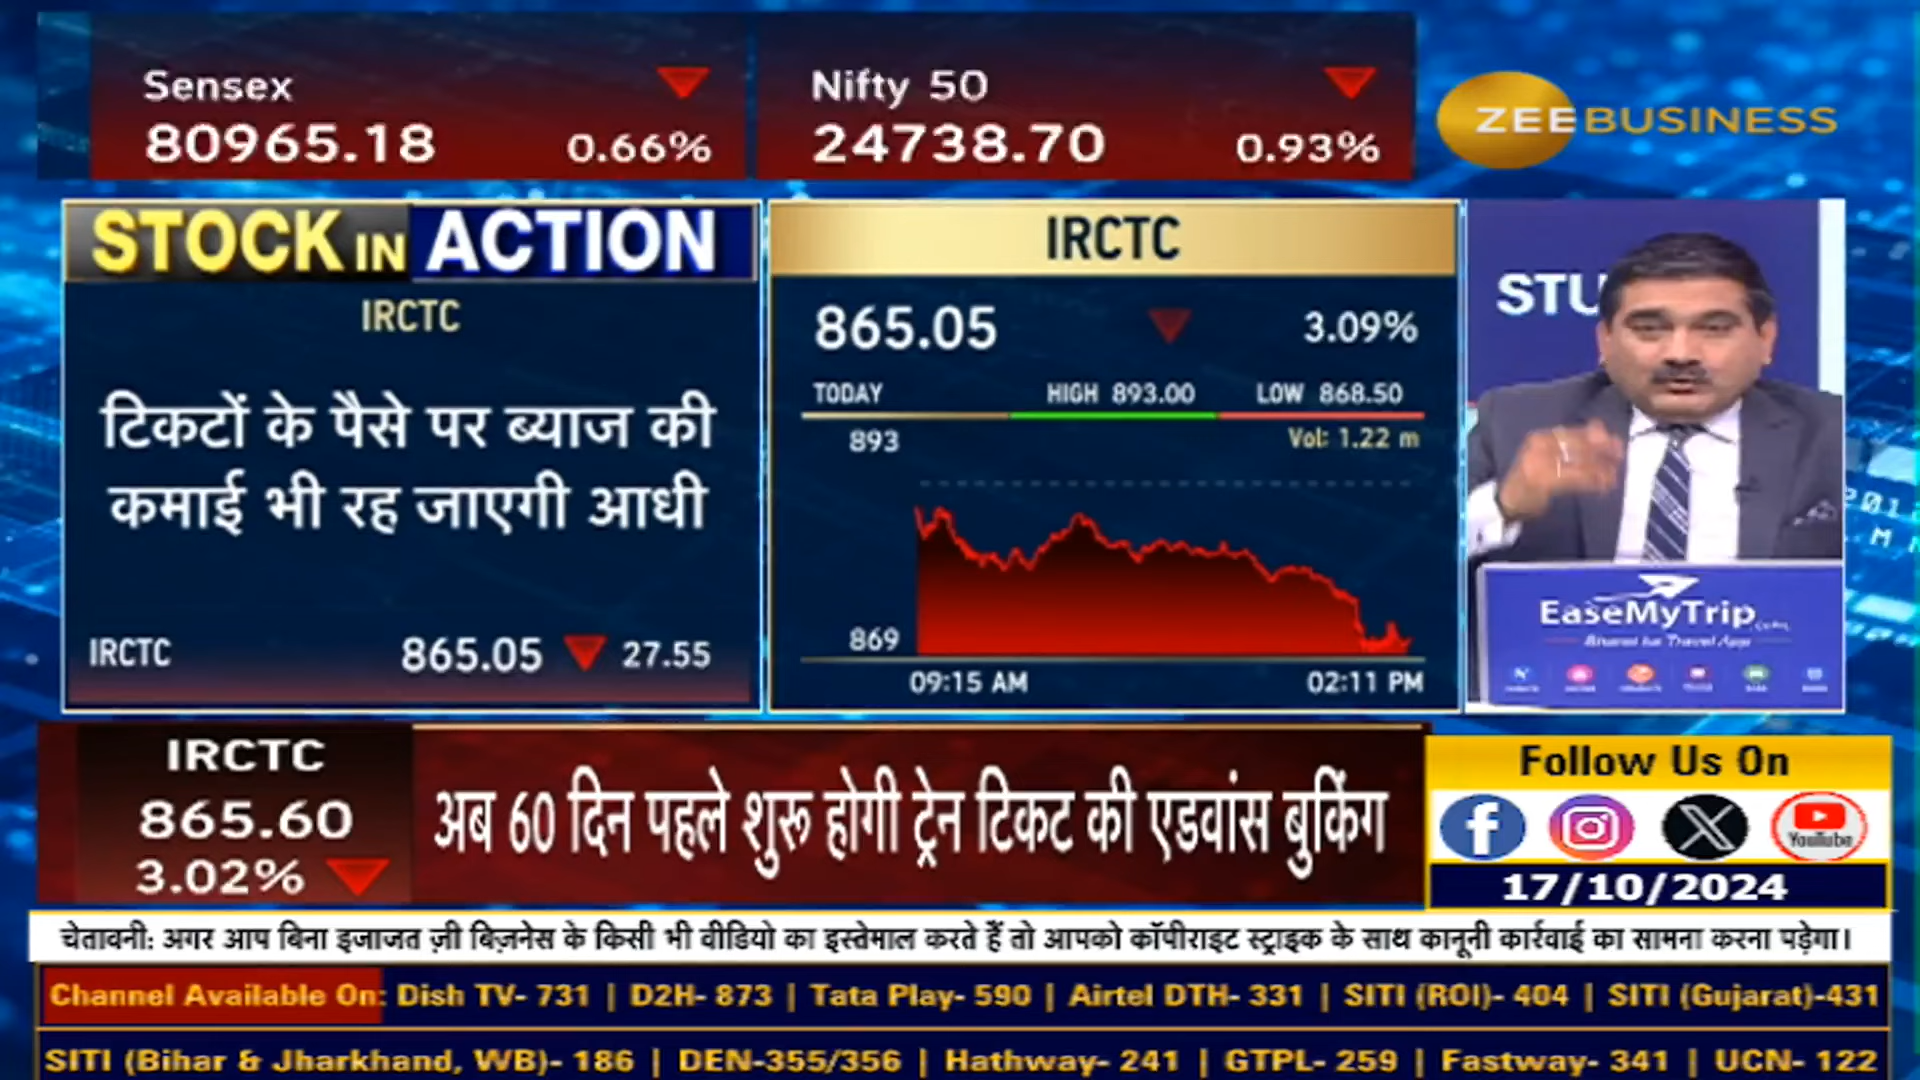 Sensex
80965.18 0.66%
Nifty 50
24738.70 0.93%
ZEEBUSINESS
STOCK IN ACTION
IRCTC
टिकटों के पैसे पर ब्याज की
कमाई भी रह जाएगी आधी
IRCTC 865.05 27.55
IRCTC
865.05 3.09%
TODAY HIGH 893.00 LOW 868.50
893 Vol: 1.22 m
869
09:15 AM 02:11 PM
STU
EaseMyTrip.com
IRCTC
865.60
3.02%
अब 60 दिन पहले शुरू होगी ट्रेन टिकट की एडवांस बुकिंग
Follow Us On
YouTube
17/10/2024
चेतावनी: अगर आप बिना इजाजत ज़ी बिज़नेस के किसी भी वीडियो का इस्तेमाल करते हैं तो आपको कॉपीराइट स्ट्राइक के साथ कानूनी कार्रवाई का सामना करना पड़ेगा।
Channel Available On: Dish TV- 731 | D2H- 873 | Tata Play- 590 | Airtel DTH- 331 | SITI (ROI)- 404 | SITI (Gujarat)-431
SITI (Bihar & Jharkhand, WB)- 186 | DEN-355/356 | Hathway- 241 | GTPL- 259 | Fastway- 341 | UCN- 122